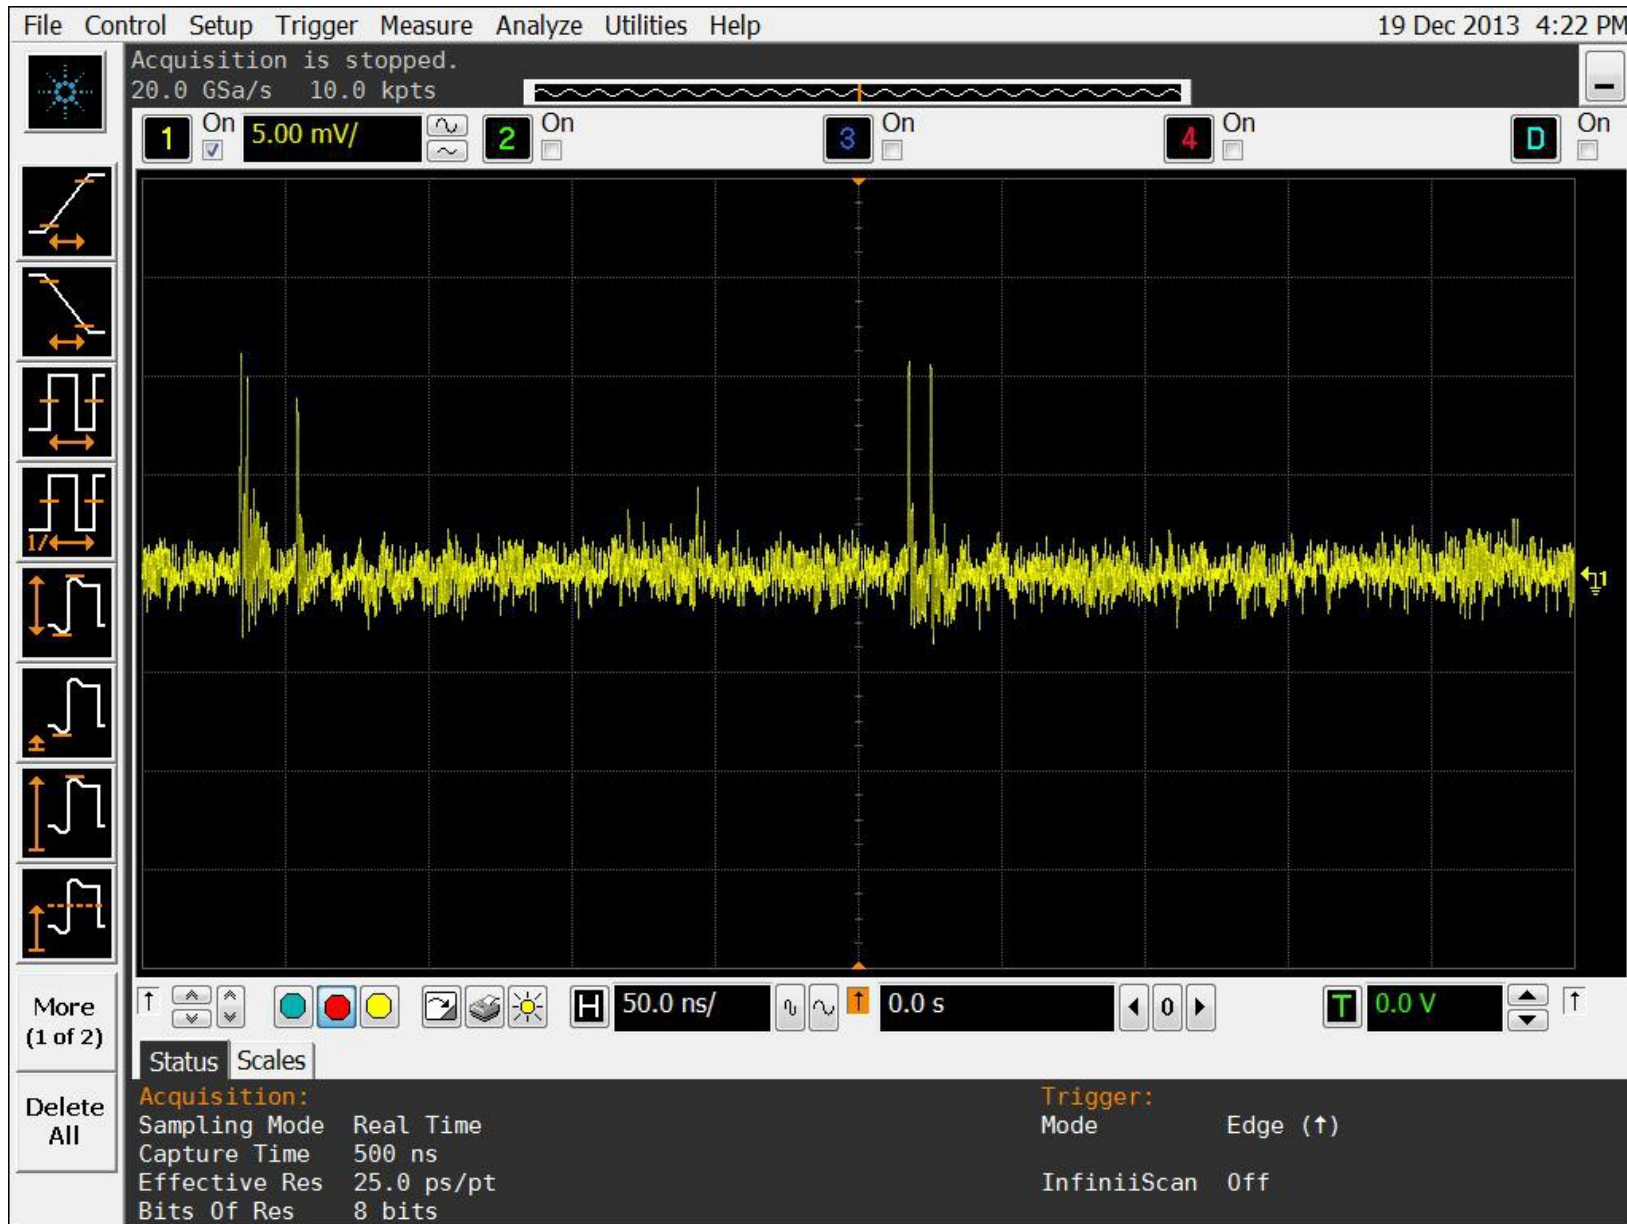 File Control Setup Trigger Measure Analyze Utilities Help 19 Dec 2013 4:22 PM
Acquisition is stopped.
20.0 GSa/s 10.0 kpts
1 On 5.00 mV/ 2 On 3 On 4 On D On
1/
1
H 50.0 ns/ 0.0 s 0 T 0.0 V
More
(1 of 2)
Delete
All
Status Scales
Acquisition: Trigger:
Sampling Mode Real Time Mode Edge (↑)
Capture Time 500 ns
Effective Res 25.0 ps/pt InfiniiScan Off
Bits Of Res 8 bits